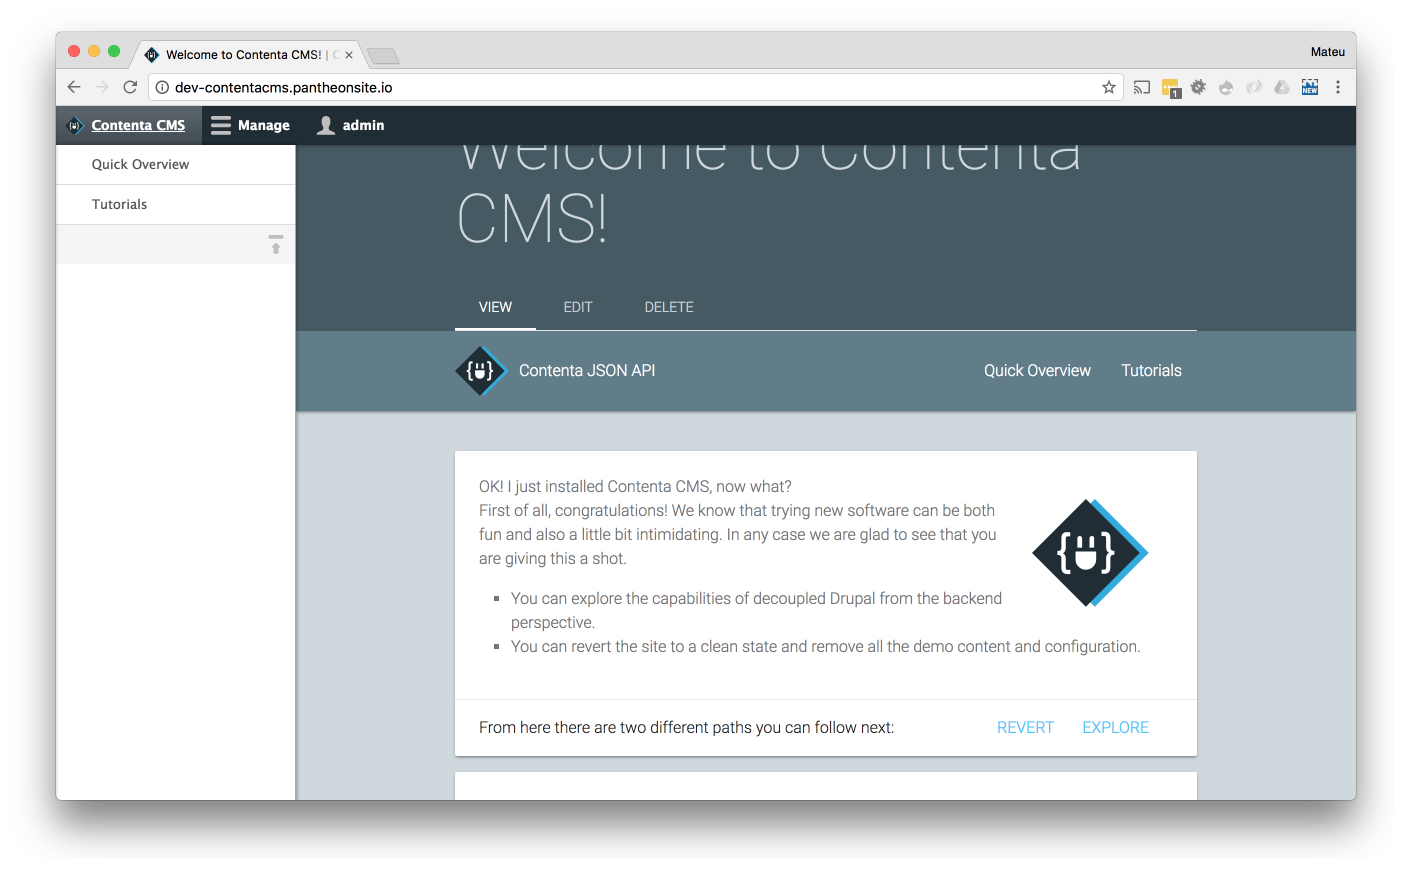 Welcome to Contenta CMS! | C
Mateu
dev-contentacms.pantheonsite.io
1
NEW
Contenta CMS
Manage
admin
Quick Overview
Tutorials
Welcome to Contenta
CMS!
VIEW
EDIT
DELETE
Contenta JSON API
Quick Overview
Tutorials
OK! I just installed Contenta CMS, now what?
First of all, congratulations! We know that trying new software can be both
fun and also a little bit intimidating. In any case we are glad to see that you
are giving this a shot.
You can explore the capabilities of decoupled Drupal from the backend
perspective.
You can revert the site to a clean state and remove all the demo content and configuration.
From here there are two different paths you can follow next:
REVERT
EXPLORE